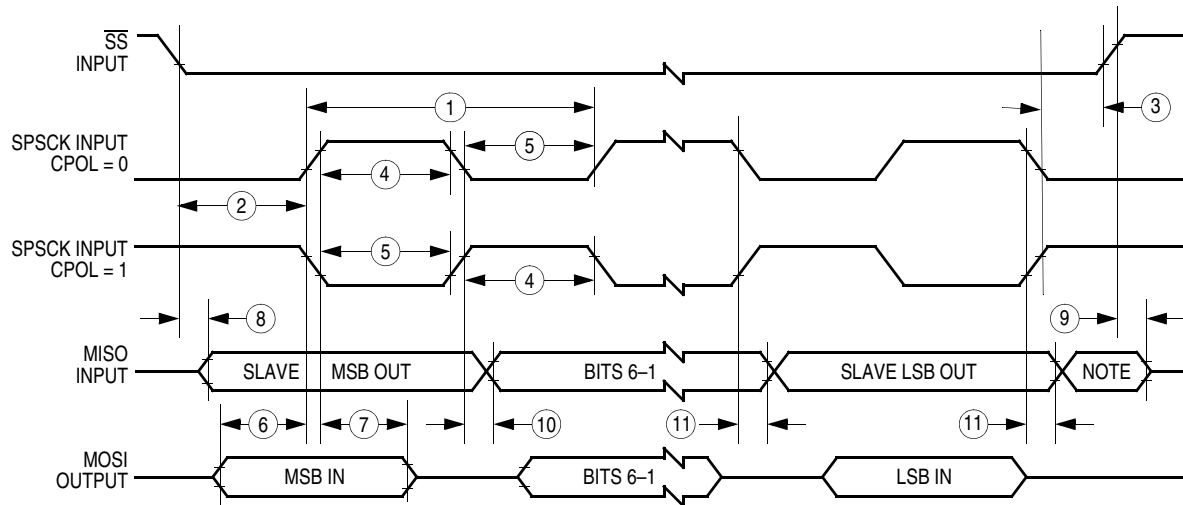 SS
INPUT
1
3
SPSCK INPUT
CPOL = 0
5
4
2
SPSCK INPUT
CPOL = 1
5
4
8
9
MISO
INPUT
SLAVE MSB OUT
BITS 6–1
SLAVE LSB OUT
NOTE
6
7
10
11
11
MOSI
OUTPUT
MSB IN
BITS 6–1
LSB IN